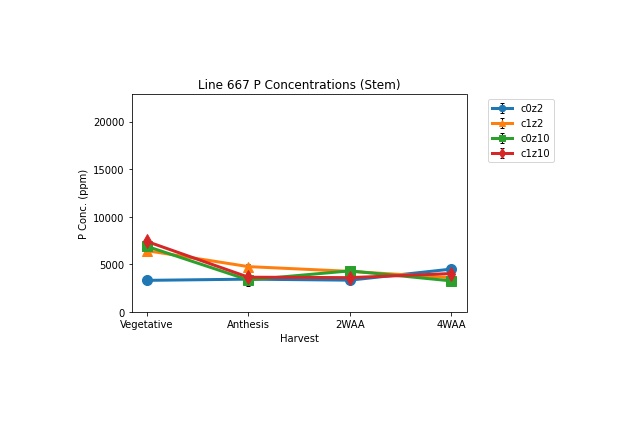 Line 667 P Concentrations (Stem)
c0z2
c1z2
c0z10
c1z10
20000
15000
10000
5000
0
P Conc. (ppm)
Vegetative Anthesis 2WAA 4WAA
Harvest